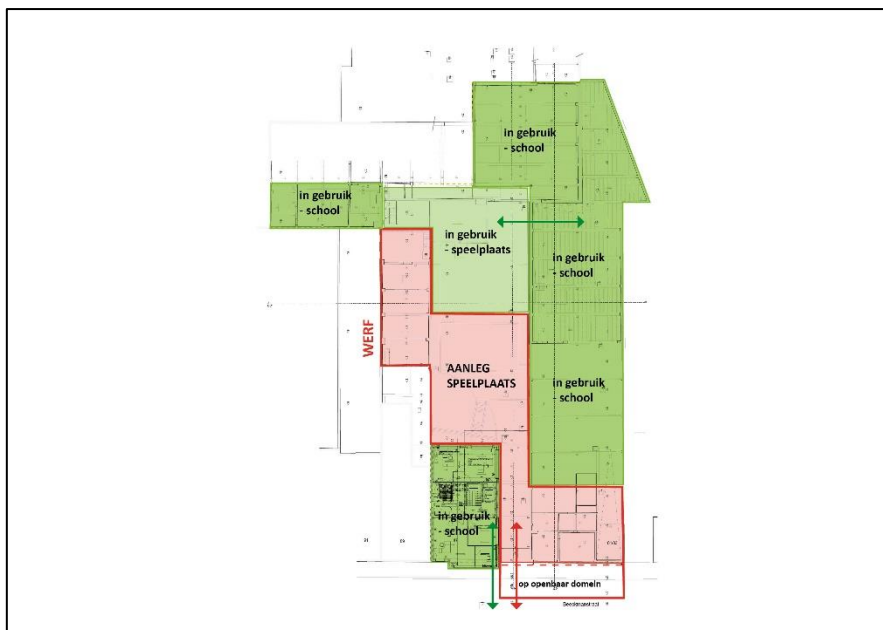 in gebruik
- school
in gebruik
- school
in gebruik
- speelplaats
in gebruik
- school
WERF
AANLEG
SPEELPLAATS
in gebruik
- school
in gebruik
- school
op openbaar domein